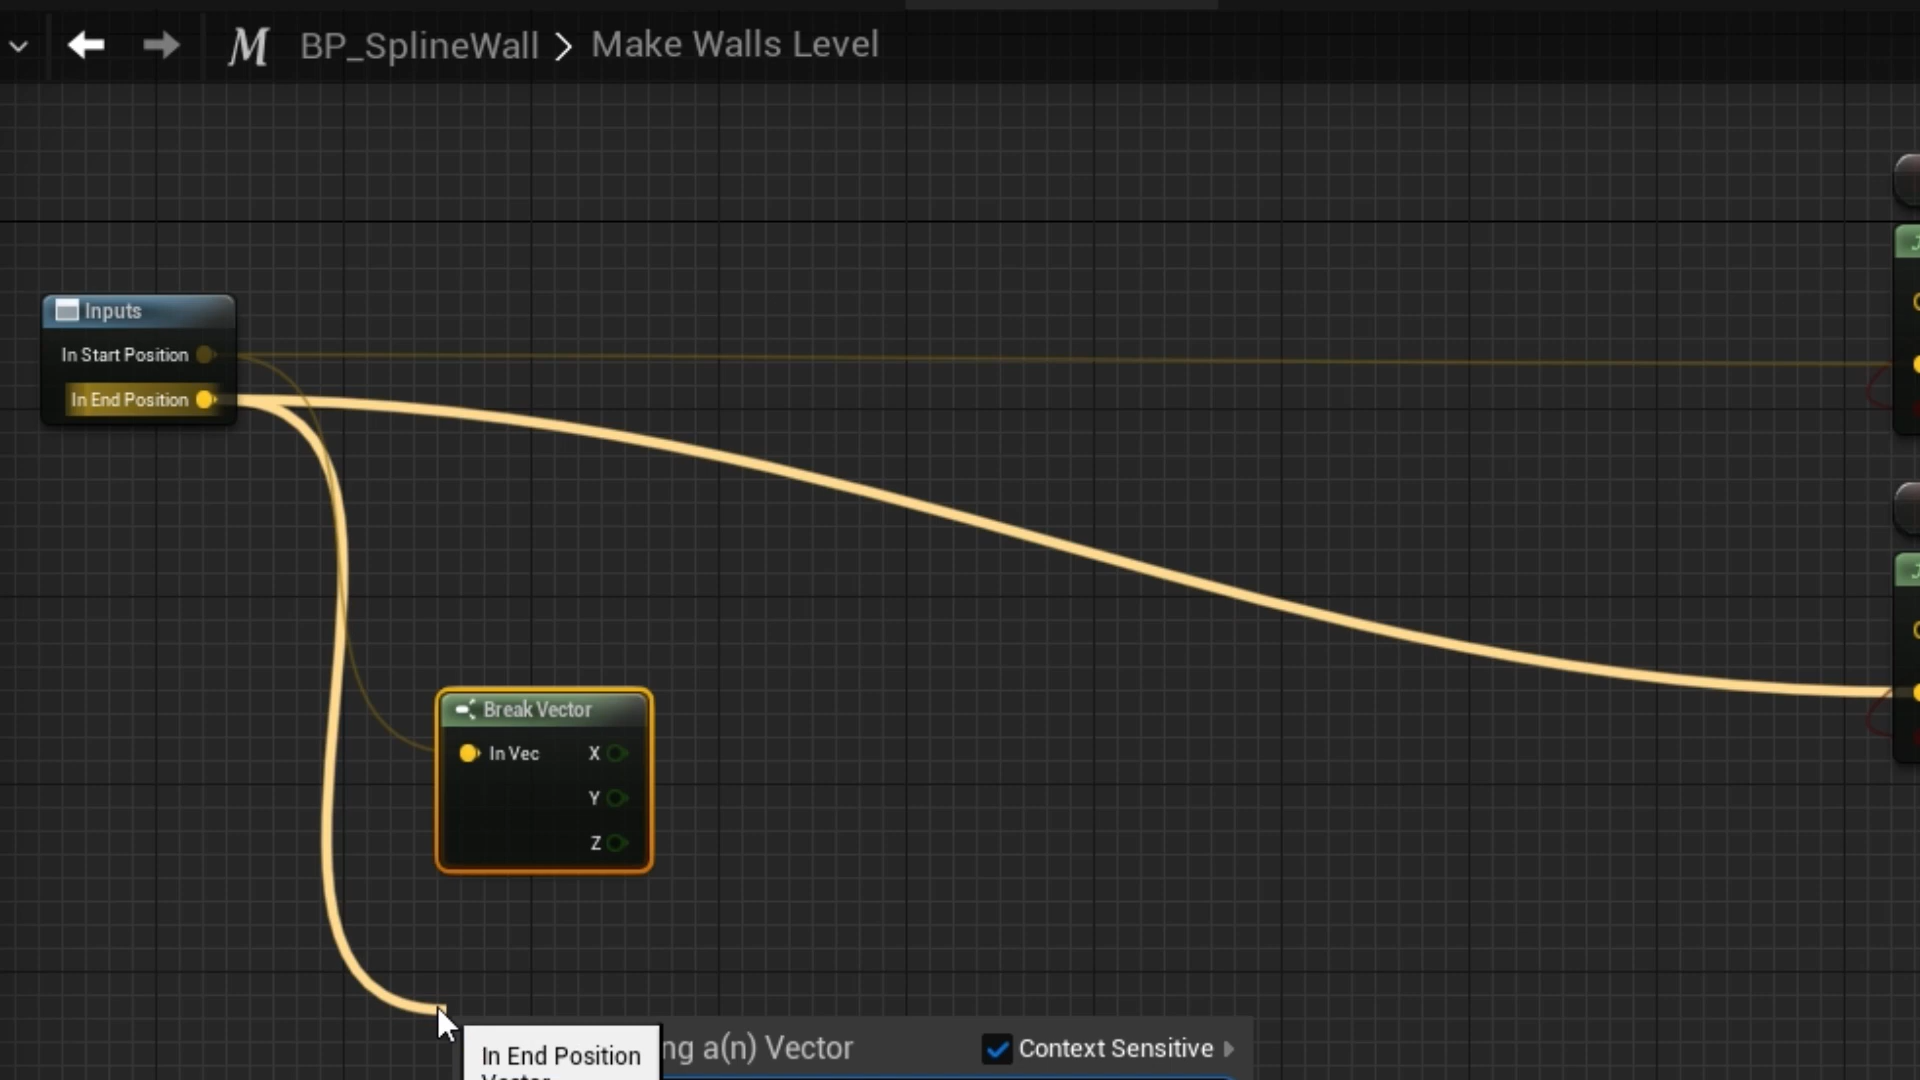 M BP_SplineWall > Make Walls Level
Inputs
In Start Position
In End Position
Break Vector
In Vec X
Y
Z
ng a(n) Vector
Context Sensitive
In End Position
Vector